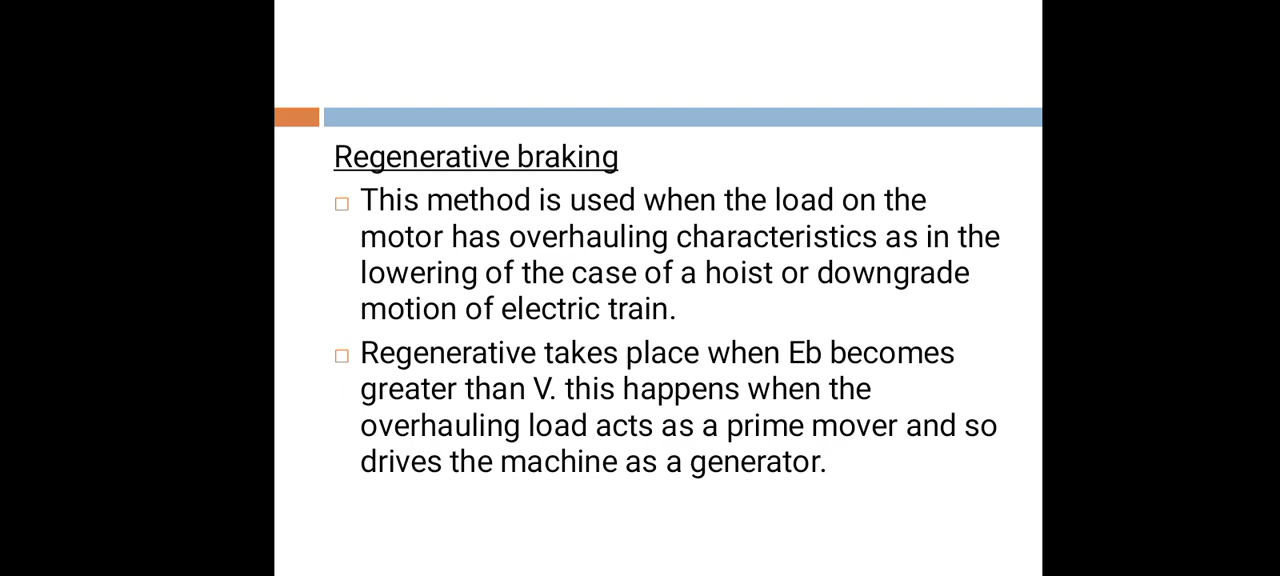 Regenerative braking
This method is used when the load on the
motor has overhauling characteristics as in the
lowering of the case of a hoist or downgrade
motion of electric train.
Regenerative takes place when Eb becomes
greater than V. this happens when the
overhauling load acts as a prime mover and so
drives the machine as a generator.